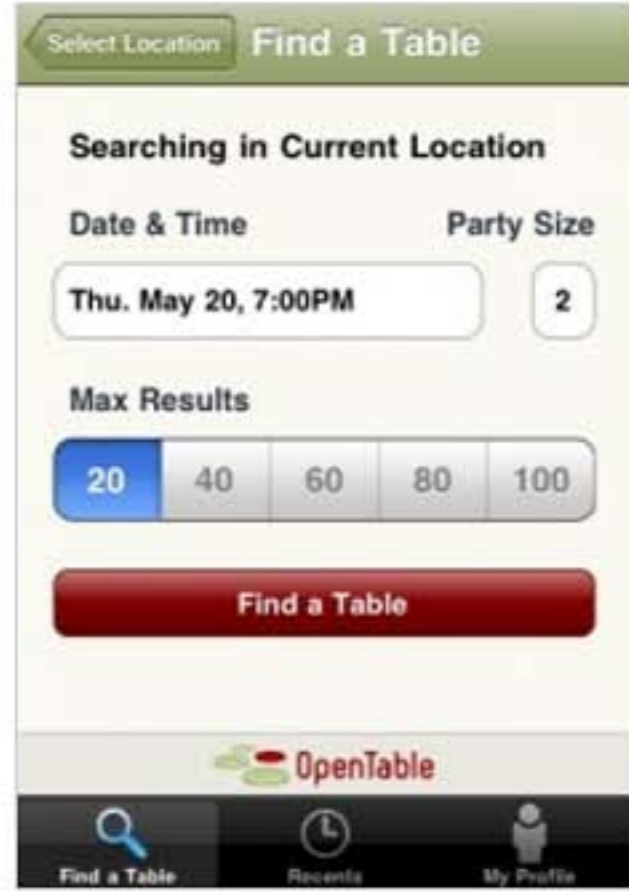 Select Location Find a Table
Searching in Current Location
Date & Time Party Size
Thu. May 20, 7:00PM 2
Max Results
20 40 60 80 100
Find a Table
OpenTable
Find a Table Recents My Profile